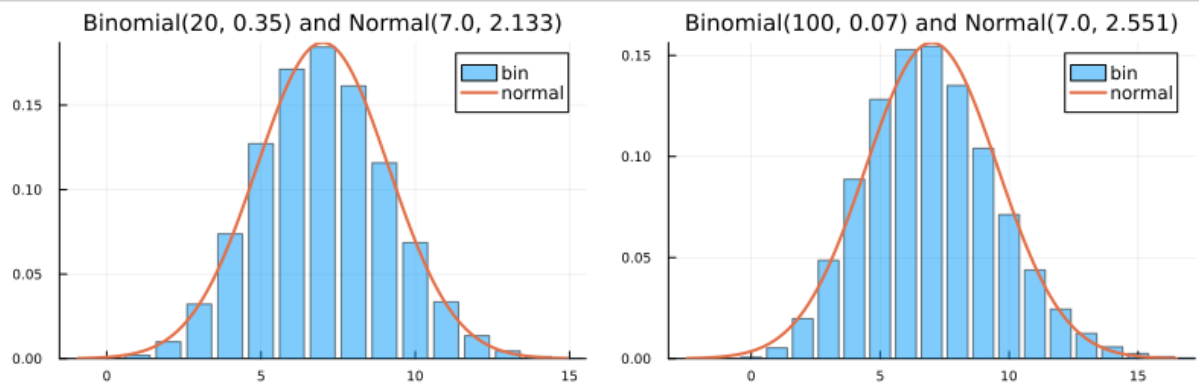 Binomial(20, 0.35) and Normal(7.0, 2.133)
bin
normal
0.15
0.10
0.05
0.00
0 5 10 15
Binomial(100, 0.07) and Normal(7.0, 2.551)
bin
normal
0.15
0.10
0.05
0.00
0 5 10 15